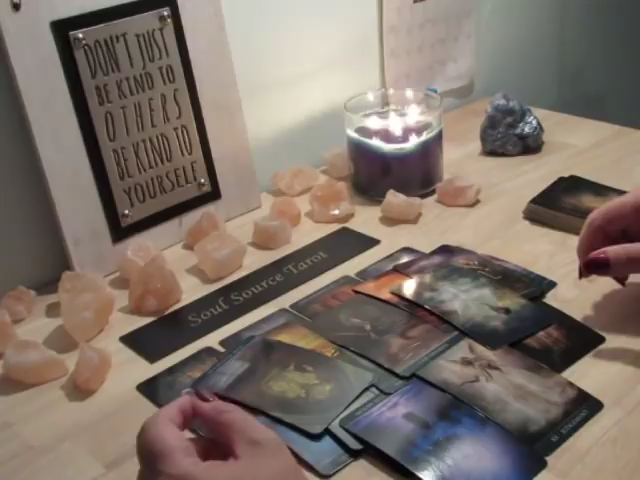 DON'T JUST
BE KIND TO
OTHERS
BE KIND TO
YOURSELF
Soul Source Tarot